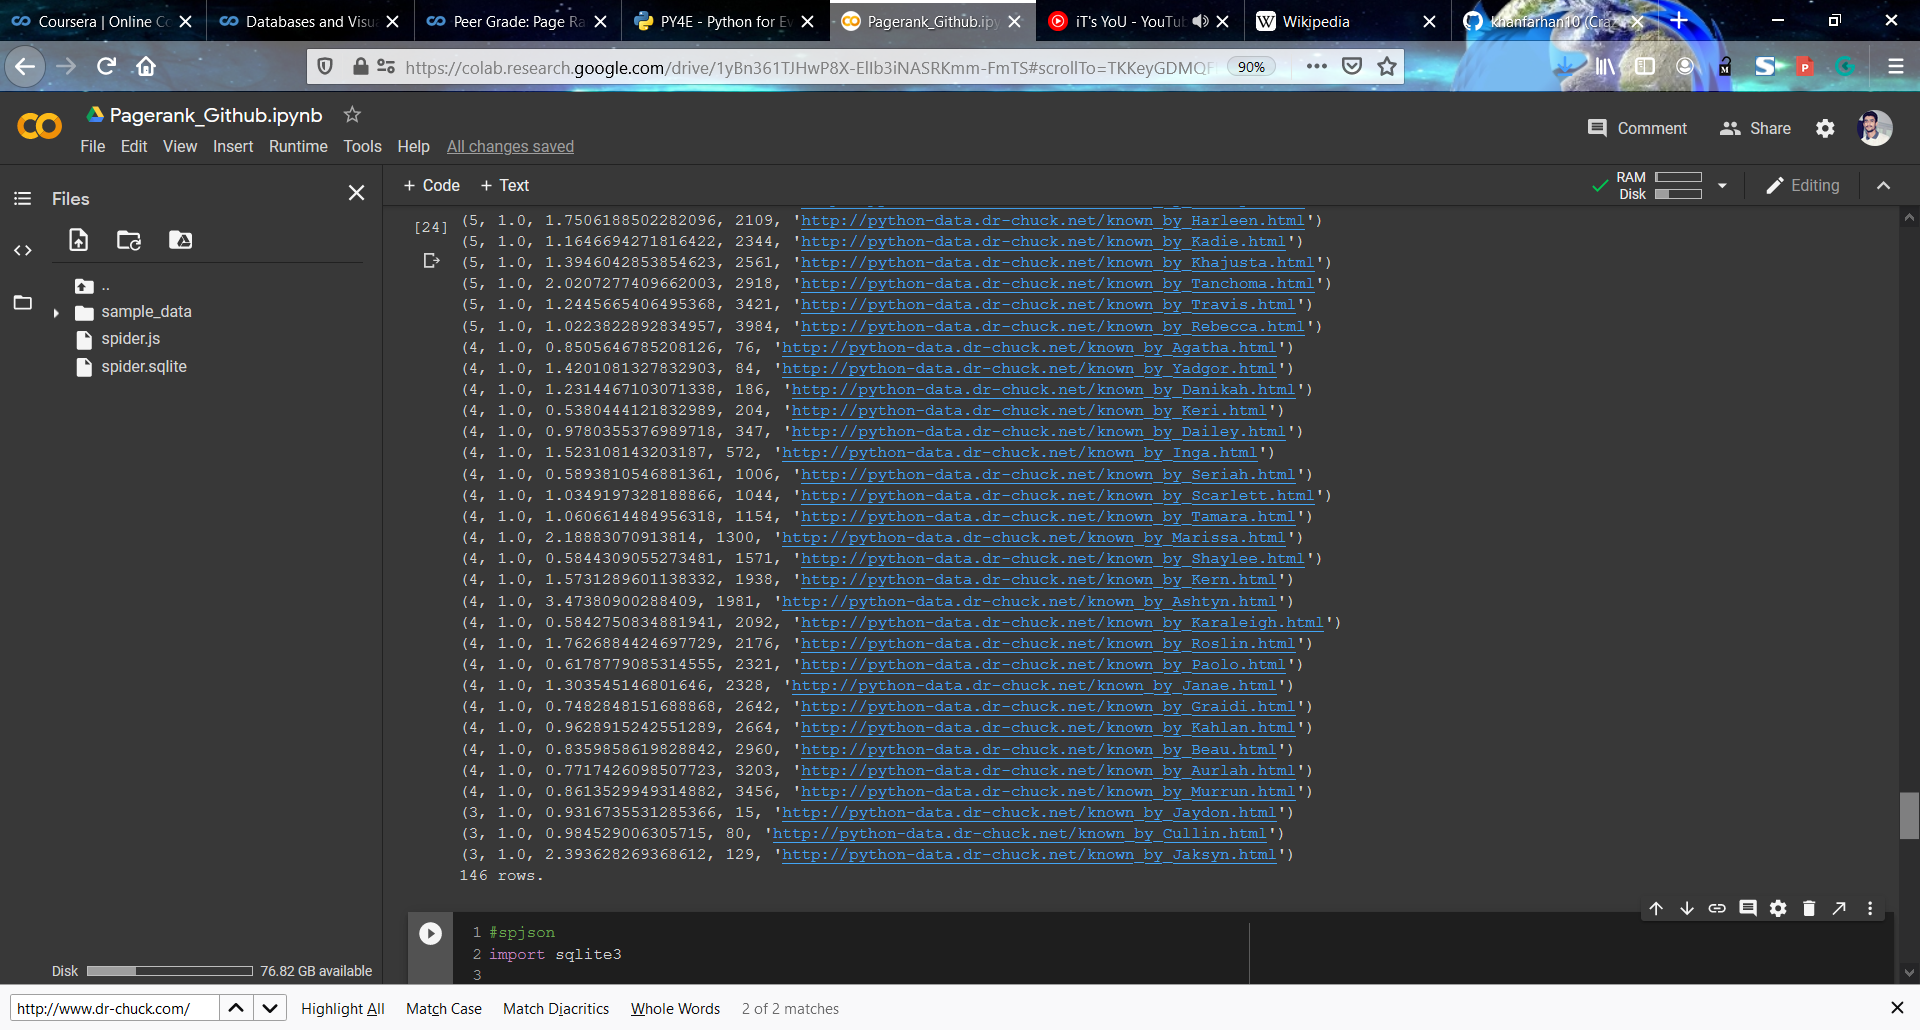 Coursera | Online Co
Databases and Visu
Peer Grade: Page Ra
PY4E - Python for Ev
Pagerank_Github.ipy
iT's YoU - YouTub
Wikipedia
khanfarhan10 (Craz
https://colab.research.google.com/drive/1yBn361TJHwP8X-EIIb3iNASRKmm-FmTS#scrollTo=TKKeyGDMQF
90%
Pagerank_Github.ipynb
Comment
Share
File Edit View Insert Runtime Tools Help All changes saved
Files
+ Code + Text
RAM
Disk
Editing
..
sample_data
spider.js
spider.sqlite
[24]
(5, 1.0, 1.7506188502282096, 2109, 'http://python-data.dr-chuck.net/known_by_Harleen.html')
(5, 1.0, 1.1646694271816422, 2344, 'http://python-data.dr-chuck.net/known_by_Kadie.html')
(5, 1.0, 1.3946042853854623, 2561, 'http://python-data.dr-chuck.net/known_by_Khajusta.html')
(5, 1.0, 2.0207277409662003, 2918, 'http://python-data.dr-chuck.net/known_by_Tanchoma.html')
(5, 1.0, 1.2445665406495368, 3421, 'http://python-data.dr-chuck.net/known_by_Travis.html')
(5, 1.0, 1.0223822892834957, 3984, 'http://python-data.dr-chuck.net/known_by_Rebecca.html')
(4, 1.0, 0.8505646785208126, 76, 'http://python-data.dr-chuck.net/known_by_Agatha.html')
(4, 1.0, 1.4201081327832903, 84, 'http://python-data.dr-chuck.net/known_by_Yadgor.html')
(4, 1.0, 1.2314467103071338, 186, 'http://python-data.dr-chuck.net/known_by_Danikah.html')
(4, 1.0, 0.5380444121832989, 204, 'http://python-data.dr-chuck.net/known_by_Keri.html')
(4, 1.0, 0.9780355376989718, 347, 'http://python-data.dr-chuck.net/known_by_Dailey.html')
(4, 1.0, 1.523108143203187, 572, 'http://python-data.dr-chuck.net/known_by_Inga.html')
(4, 1.0, 0.5893810546881361, 1006, 'http://python-data.dr-chuck.net/known_by_Seriah.html')
(4, 1.0, 1.0349197328188866, 1044, 'http://python-data.dr-chuck.net/known_by_Scarlett.html')
(4, 1.0, 1.0606614484956318, 1154, 'http://python-data.dr-chuck.net/known_by_Tamara.html')
(4, 1.0, 2.18883070913814, 1300, 'http://python-data.dr-chuck.net/known_by_Marissa.html')
(4, 1.0, 0.5844309055273481, 1571, 'http://python-data.dr-chuck.net/known_by_Shaylee.html')
(4, 1.0, 1.5731289601138332, 1938, 'http://python-data.dr-chuck.net/known_by_Kern.html')
(4, 1.0, 3.47380900288409, 1981, 'http://python-data.dr-chuck.net/known_by_Ashtyn.html')
(4, 1.0, 0.5842750834881941, 2092, 'http://python-data.dr-chuck.net/known_by_Karaleigh.html')
(4, 1.0, 1.7626884424697729, 2176, 'http://python-data.dr-chuck.net/known_by_Roslin.html')
(4, 1.0, 0.6178779085314555, 2321, 'http://python-data.dr-chuck.net/known_by_Paolo.html')
(4, 1.0, 1.303545146801646, 2328, 'http://python-data.dr-chuck.net/known_by_Janae.html')
(4, 1.0, 0.7482848151688868, 2642, 'http://python-data.dr-chuck.net/known_by_Graidi.html')
(4, 1.0, 0.9628915242551289, 2664, 'http://python-data.dr-chuck.net/known_by_Kahlan.html')
(4, 1.0, 0.8359858619828842, 2960, 'http://python-data.dr-chuck.net/known_by_Beau.html')
(4, 1.0, 0.7717426098507723, 3203, 'http://python-data.dr-chuck.net/known_by_Aurlah.html')
(4, 1.0, 0.8613529949314882, 3456, 'http://python-data.dr-chuck.net/known_by_Murrun.html')
(3, 1.0, 0.9316735531285366, 15, 'http://python-data.dr-chuck.net/known_by_Jaydon.html')
(3, 1.0, 0.984529006305715, 80, 'http://python-data.dr-chuck.net/known_by_Cullin.html')
(3, 1.0, 2.393628269368612, 129, 'http://python-data.dr-chuck.net/known_by_Jaksyn.html')
146 rows.
1 #spjson
2 import sqlite3
3
Disk 76.82 GB available
http://www.dr-chuck.com/ Highlight All Match Case Match Diacritics Whole Words 2 of 2 matches